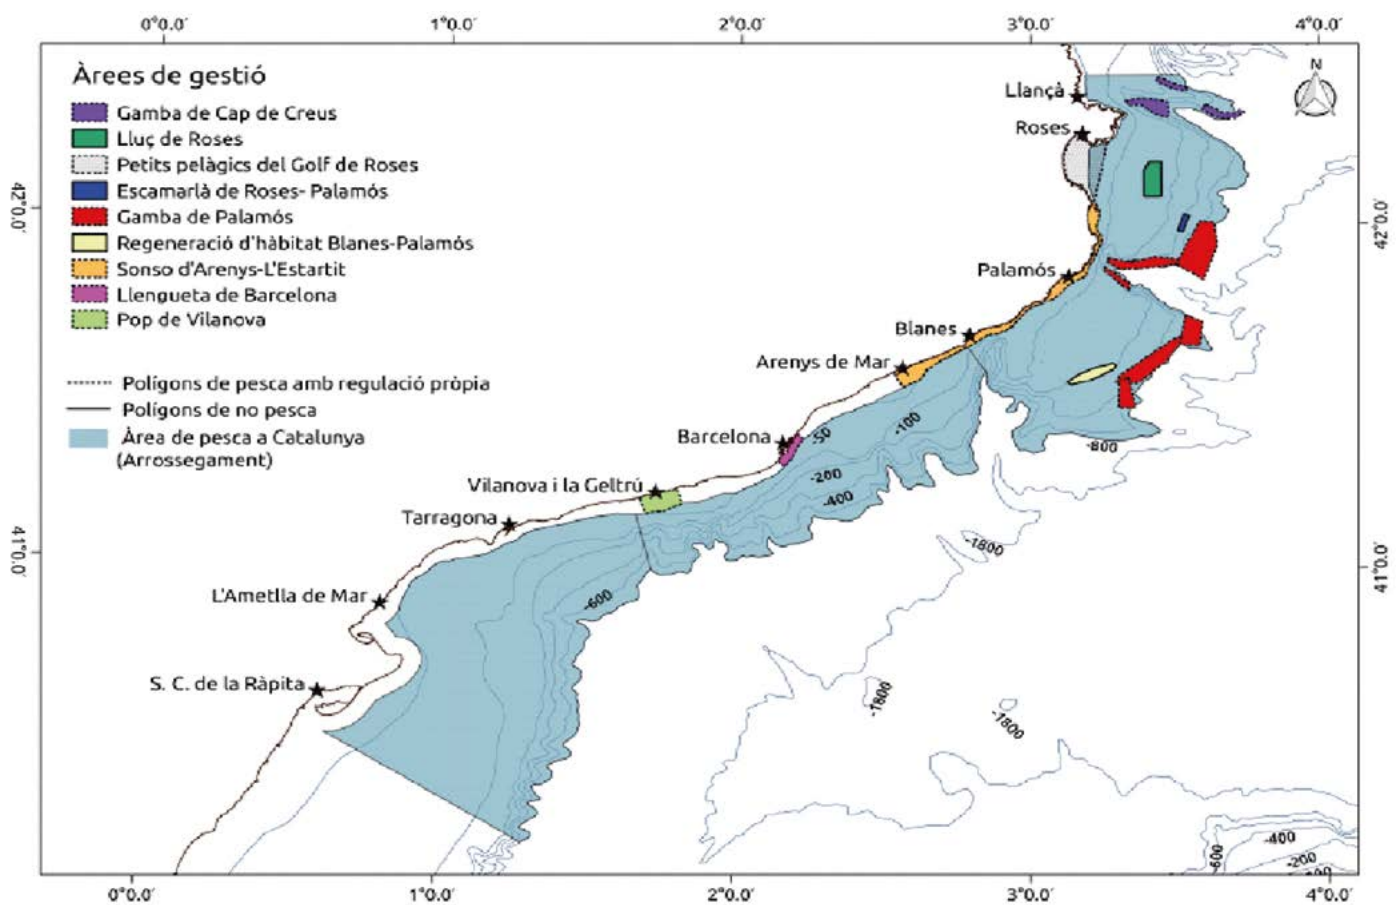 0°0.0′
1°0.0′
2°0.0′
3°0.0′
4°0.0′
Àrees de gestió
Gamba de Cap de Creus
Lluç de Roses
Petits pelàgics del Golf de Roses
Escamarlà de Roses- Palamós
Gamba de Palamós
Regeneració d'hàbitat Blanes-Palamós
Sonso d'Arenys-L'Estartit
Llengueta de Barcelona
Pop de Vilanova
Polígons de pesca amb regulació pròpia
Polígons de no pesca
Àrea de pesca a Catalunya
(Arrossegament)
N
Llançà
Roses
42°0.0′
42°0.0′
Palamós
Blanes
Arenys de Mar
Barcelona
-50
-100
-800
Vilanova i la Geltrú
-200
-400
Tarragona
-1800
41°0.0′
41°0.0′
L'Ametlla de Mar
-600
S. C. de la Ràpita
-1800
-1800
-400
-200
600
0°0.0′
1°0.0′
2°0.0′
3°0.0′
4°0.0′